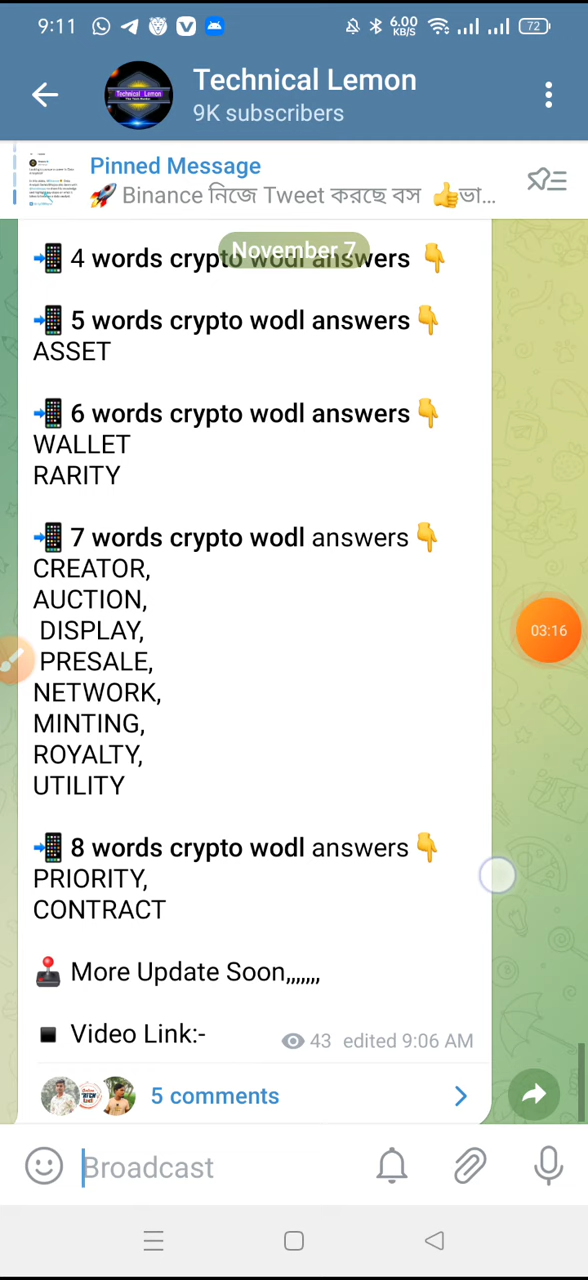 9:11
6.00
KB/S
72
Technical Lemon
9K subscribers
Pinned Message
🚀 Binance নিজে Tweet করছে বস 👍ভা...
November 7
📲 4 words crypto wodl answers 👇
📲 5 words crypto wodl answers 👇
ASSET
📲 6 words crypto wodl answers 👇
WALLET
RARITY
📲 7 words crypto wodl answers 👇
CREATOR,
AUCTION,
DISPLAY,
PRESALE,
NETWORK,
MINTING,
ROYALTY,
UTILITY
📲 8 words crypto wodl answers 👇
PRIORITY,
CONTRACT
🕹 More Update Soon,,,,,,,
▪ Video Link:-
43 edited 9:06 AM
5 comments
Broadcast
03:16